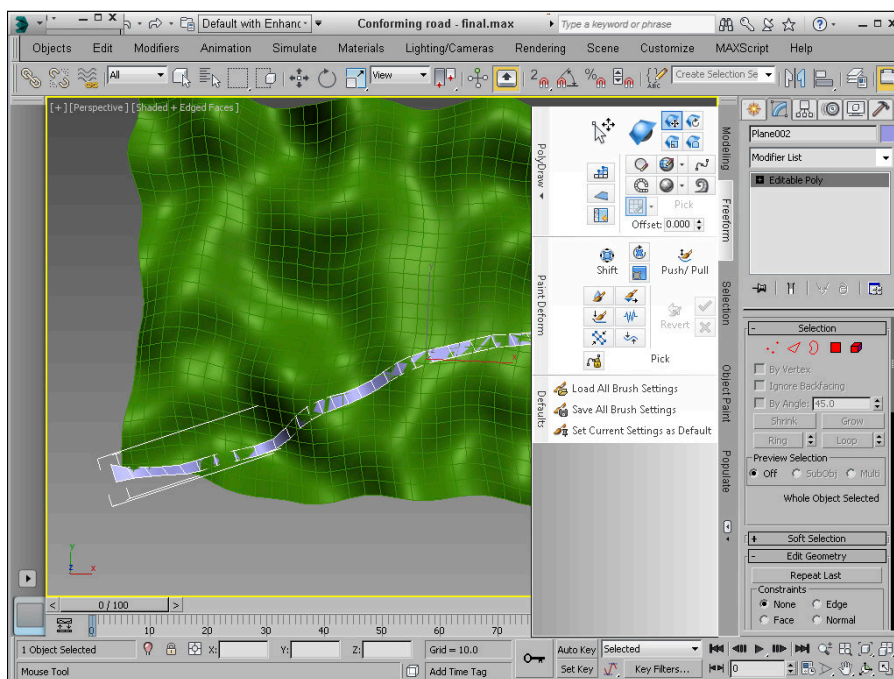 Default with Enhanc
Conforming road - final.max
Type a keyword or phrase
Objects Edit Modifiers Animation Simulate Materials Lighting/Cameras Rendering Scene Customize MAXScript Help
All
View
2
%
ABC
Create Selection Se
[+][Perspective][Shaded + Edged Faces]
PolyDraw
Pick
Offset: 0.000
Paint Deform
Shift
Push/ Pull
Revert
Pick
Defaults
Load All Brush Settings
Save All Brush Settings
Set Current Settings as Default
Modeling
Freeform
Selection
Object Paint
Populate
Plane002
Modifier List
Editable Poly
Selection
By Vertex
Ignore Backfacing
By Angle: 45.0
Shrink Grow
Ring Loop
Preview Selection
Off SubObj Multi
Whole Object Selected
Soft Selection
Edit Geometry
Repeat Last
Constraints
None Edge
Face Normal
y
z x
x
< 0 / 100 >
0 10 20 30 40 50 60 70
1 Object Selected X: Y: Z: Grid = 10.0
Auto Key Selected
Mouse Tool
Add Time Tag
Set Key Key Filters...
0